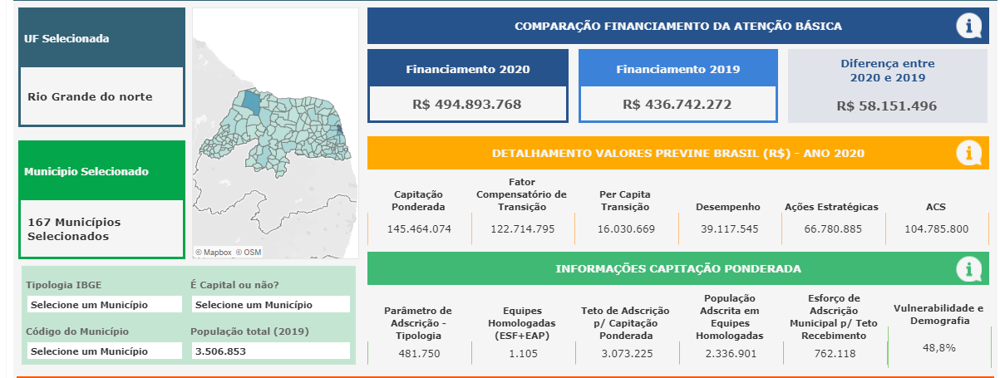 UF Selecionada
Rio Grande do norte
Municipio Selecionado
167 Municípios
Selecionados
© Mapbox © OSM
Tipologia IBGE
É Capital ou não?
Selecione um Município
Selecione um Município
Código do Município
População total (2019)
Selecione um Município
3.506.853
COMPARAÇÃO FINANCIAMENTO DA ATENÇÃO BÁSICA
i
Financiamento 2020
R$ 494.893.768
Financiamento 2019
R$ 436.742.272
Diferença entre
2020 e 2019
R$ 58.151.496
DETALHAMENTO VALORES PREVINE BRASIL (R$) - ANO 2020
i
Capitação
Ponderada
145.464.074
Fator
Compensatório de
Transição
122.714.795
Per Capita
Transição
16.030.669
Desempenho
39.117.545
Ações Estratégicas
66.780.885
ACS
104.785.800
INFORMAÇÕES CAPITAÇÃO PONDERADA
i
Parâmetro de
Adscrição -
Tipologia
481.750
Equipes
Homologadas
(ESF+EAP)
1.105
Teto de Adscrição
p/ Capitação
Ponderada
3.073.225
População
Adscrita em
Equipes
Homologadas
2.336.901
Esforço de
Adscrição
Municipal p/ Teto
Recebimento
762.118
Vulnerabilidade e
Demografia
48,8%